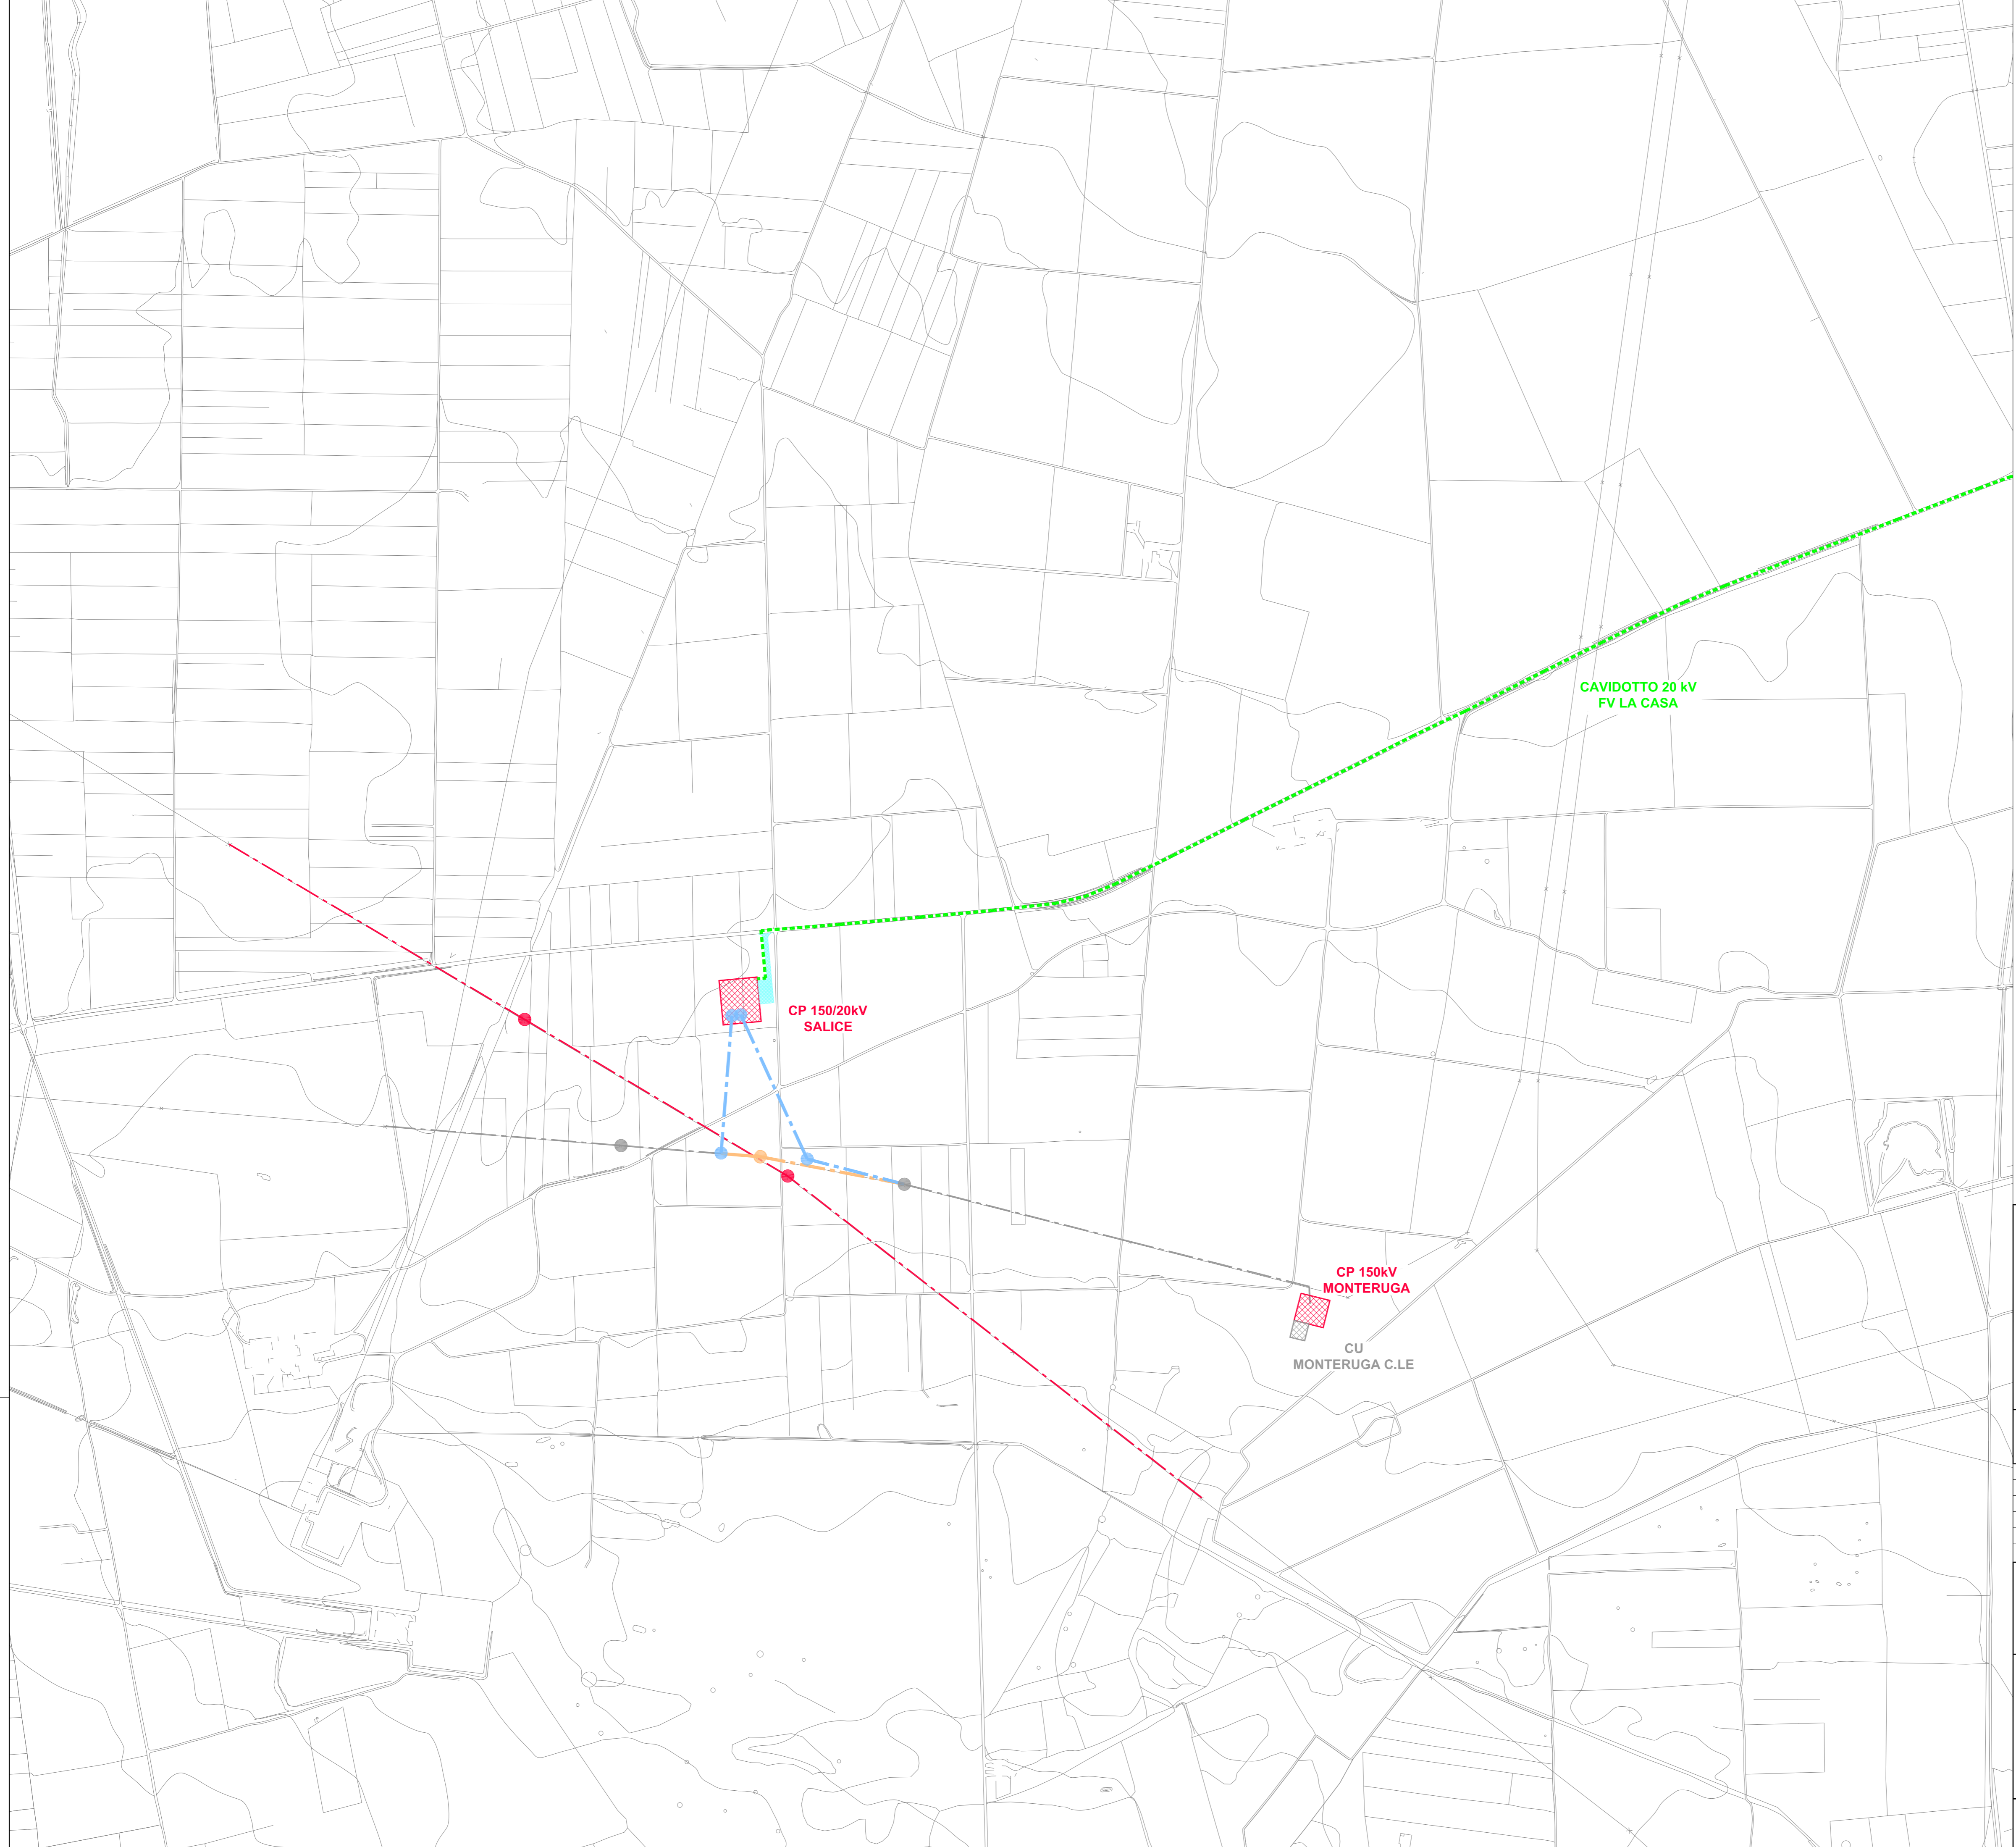 CAVIDOTTO 20 kV
FV LA CASA
CP 150/20kV
SALICE
CP 150kV
MONTERUGA
CU
MONTERUGA C.LE